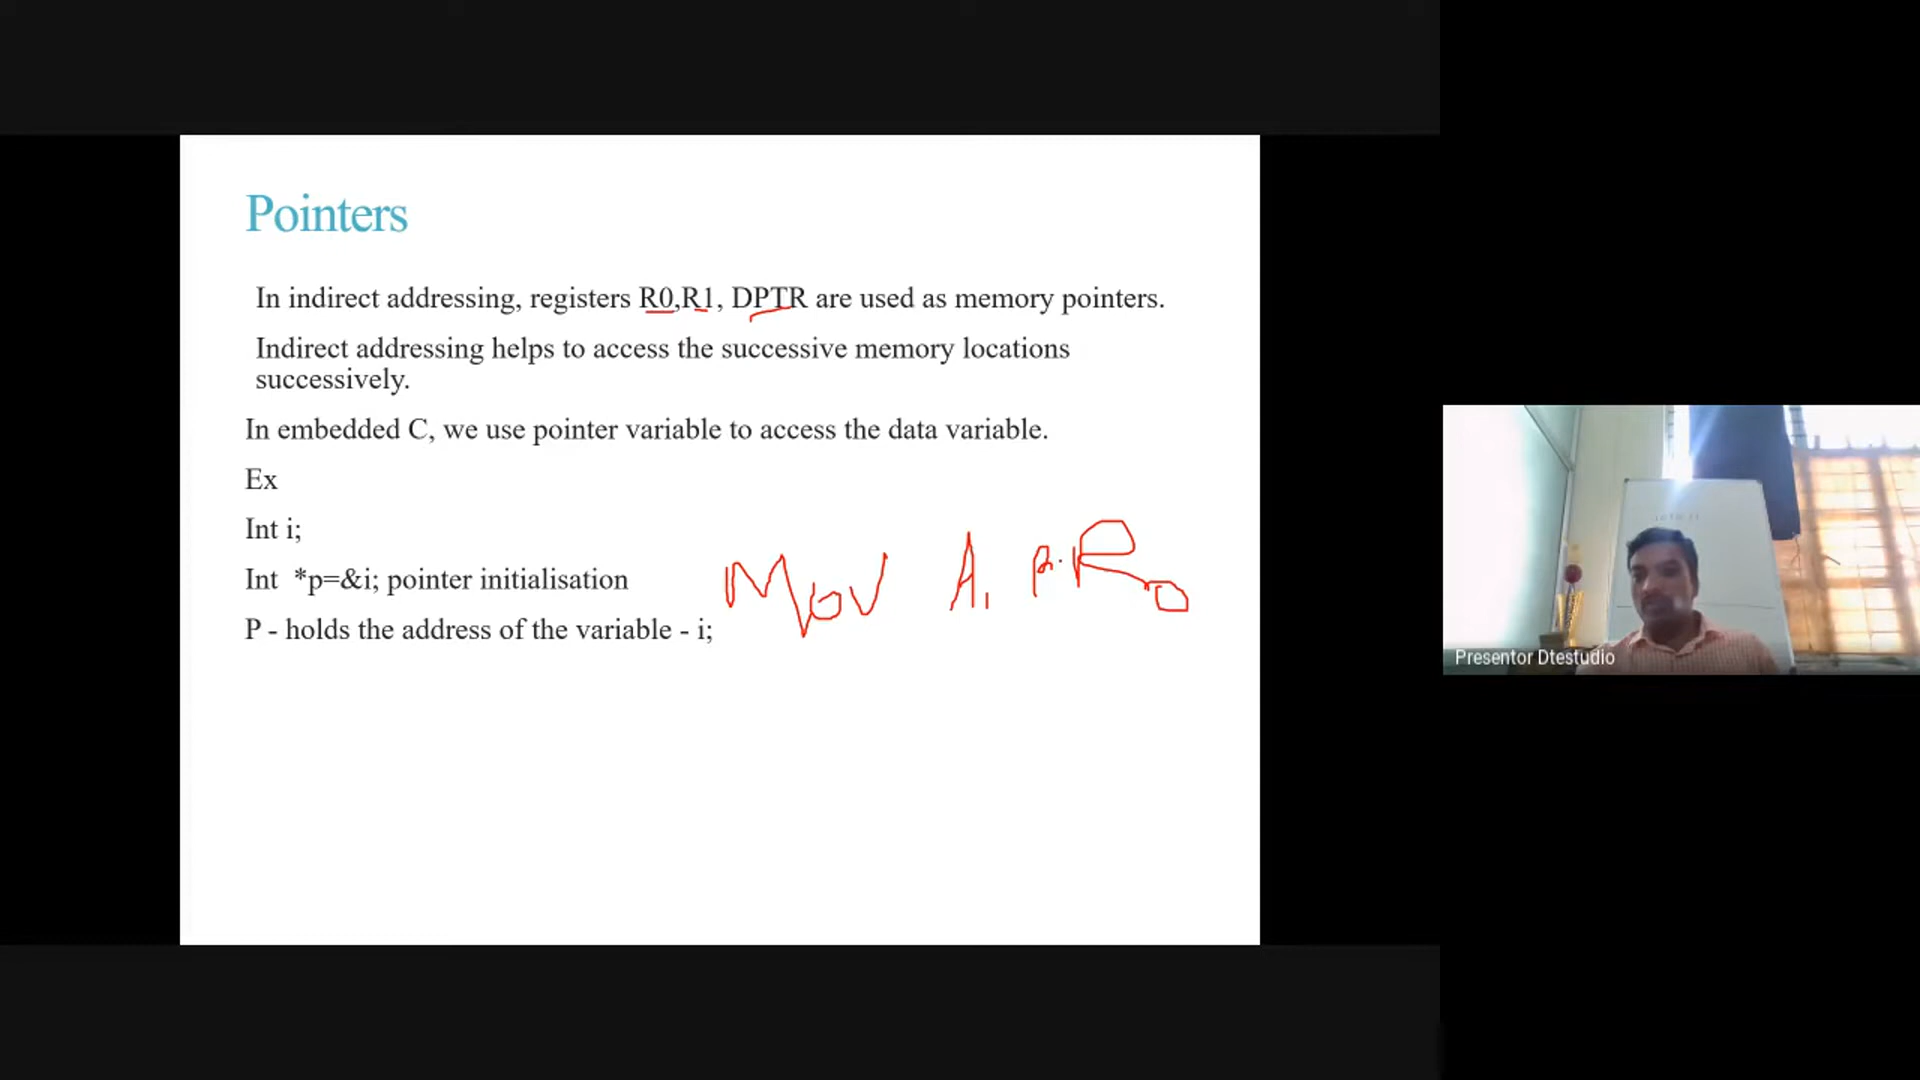 Pointers
In indirect addressing, registers R0,R1, DPTR are used as memory pointers.
Indirect addressing helps to access the successive memory locations
successively.
In embedded C, we use pointer variable to access the data variable.
Ex
Int i;
Int *p=&i; pointer initialisation
P - holds the address of the variable - i;
Mov A, R0
Presentor Dtestudio